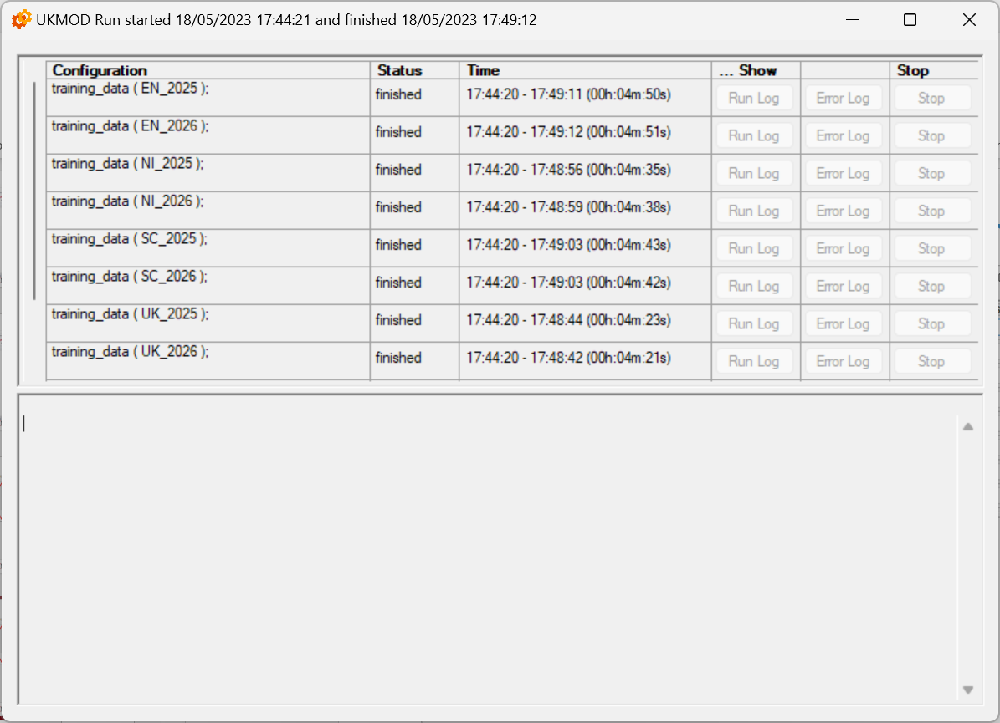 UKMOD Run started 18/05/2023 17:44:21 and finished 18/05/2023 17:49:12
Configuration Status Time ... Show Stop
training_data ( EN_2025 ); finished 17:44:20 - 17:49:11 (00h:04m:50s) Run Log Error Log Stop
training_data ( EN_2026 ); finished 17:44:20 - 17:49:12 (00h:04m:51s) Run Log Error Log Stop
training_data ( NI_2025 ); finished 17:44:20 - 17:48:56 (00h:04m:35s) Run Log Error Log Stop
training_data ( NI_2026 ); finished 17:44:20 - 17:48:59 (00h:04m:38s) Run Log Error Log Stop
training_data ( SC_2025 ); finished 17:44:20 - 17:49:03 (00h:04m:43s) Run Log Error Log Stop
training_data ( SC_2026 ); finished 17:44:20 - 17:49:03 (00h:04m:42s) Run Log Error Log Stop
training_data ( UK_2025 ); finished 17:44:20 - 17:48:44 (00h:04m:23s) Run Log Error Log Stop
training_data ( UK_2026 ); finished 17:44:20 - 17:48:42 (00h:04m:21s) Run Log Error Log Stop